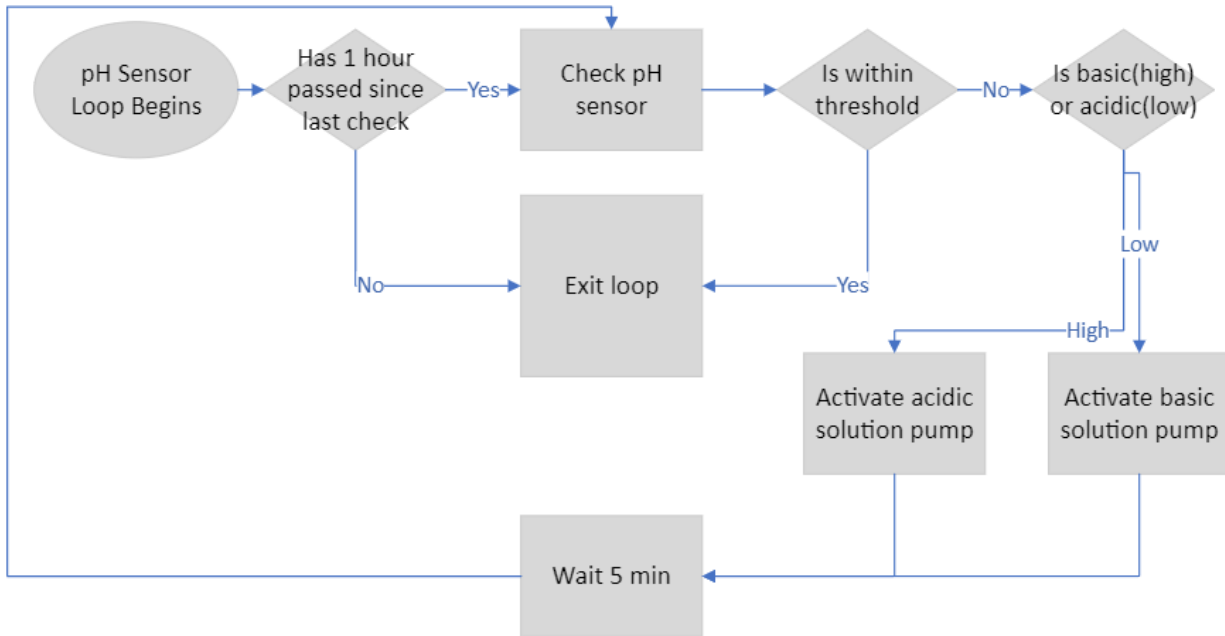 pH Sensor
Loop Begins
Has 1 hour
passed since
last check
Yes
Check pH
sensor
Is within
threshold
No
Is basic(high)
or acidic(low)
No
Exit loop
Yes
Low
High
Activate acidic
solution pump
Activate basic
solution pump
Wait 5 min